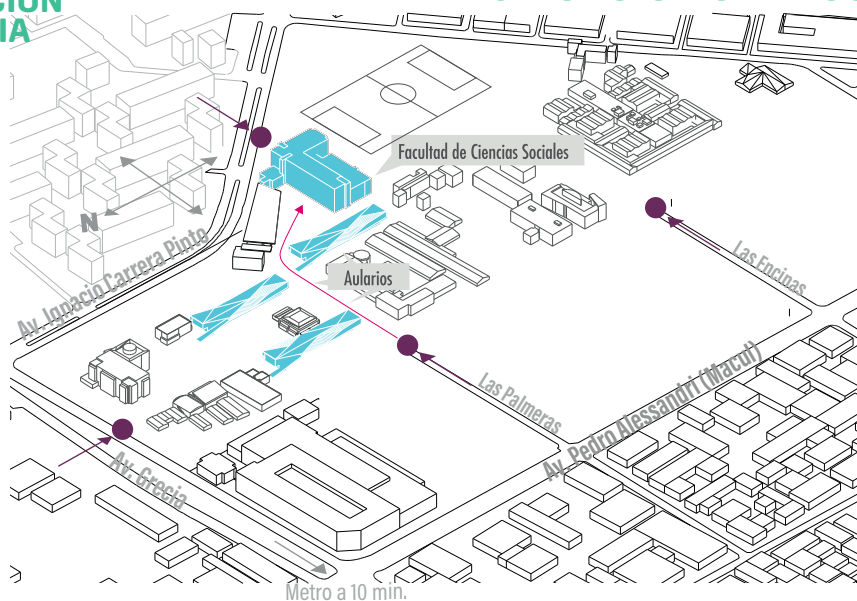 CIÓN
IA
Facultad de Ciencias Sociales
N
Av. Ignacio Carrera Pinto
Las Encinas
Aularios
Las Palmeras
Av. Pedro Alessandri (Macul)
Av. Grecia
Metro a 10 min.